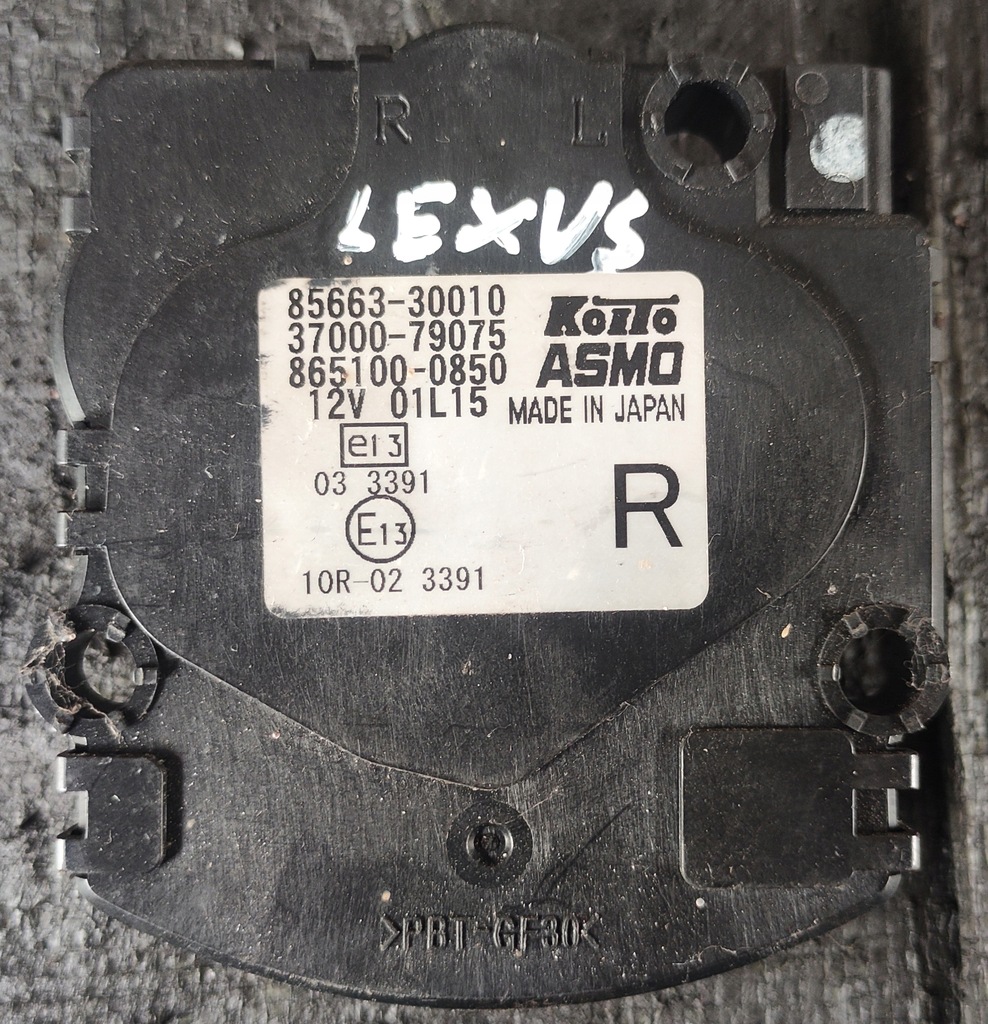 R L
LEXUS
85663-30010
37000-79075
865100-0850
12V 01L15
KOITO
ASMO
MADE IN JAPAN
e13
03 3391
E13
10R-02 3391
R
>PBT-GF30<